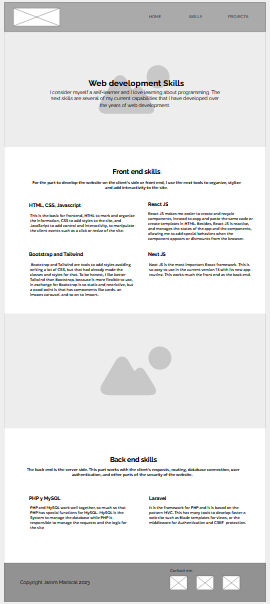 HOME SKILLS PROJECTS
Web development Skills
I consider myself a self-learner and I love learning about programming. The
next skills are several of my current capabilities that I have developed over
the years of web development.
Front end skills
For the part to develop the website on the client's side or front end, I use the next tools to organize, stylize
and add interactivity to the site.
HTML, CSS, Javascript
This is the basic for frontend, HTML to mark and organize
the information, CSS to add styles to the site, and
JavaScript to add control and interactivity, to manipulate
the client events such as a click or resize of the site.
React JS
React JS makes me easier to create and recycle
components, instead to copy and paste the same code or
create templates in HTML. Besides, React JS is reactive,
and manages the states of the app and the components,
allowing me to add special behaviors when the
component appears or dismounts from the browser.
Bootstrap and Tailwind
Bootstrap and Tailwind are tools to add styles avoiding
writing a lot of CSS, but that had already made the
classes and styles for that. To be honest, I like better
Tailwind than Bootstrap, because is more flexible to use,
in exchange for Bootstrap is so static and restrictive, but
a good point is that has components like cards, or
images carousel, and so on to import.
Next JS
Next JS is the most important React framework. This is
so easy to use in the current version 13 with its new app
routine. This works much the front end as the back end.
Back end skills
The back end is the server side. This part works with the client's requests, routing, database connection, user
authentication, and other parts of the security of the website.
PHP y MySQL
PHP and MySQL work well together, so much so that
PHP has special functions for MySQL. MySQL is the
System to manage the database while PHP is
responsible to manage the requests and the logic for
the site
Laravel
It is the framework for PHP and it is based on the
pattern MVC. This has many tools to develop faster a
web site such as Blade templates for views, or the
middleware for Authentication and CSRF protection.
Contact me:
Copyright Jamm Mariscal 2023